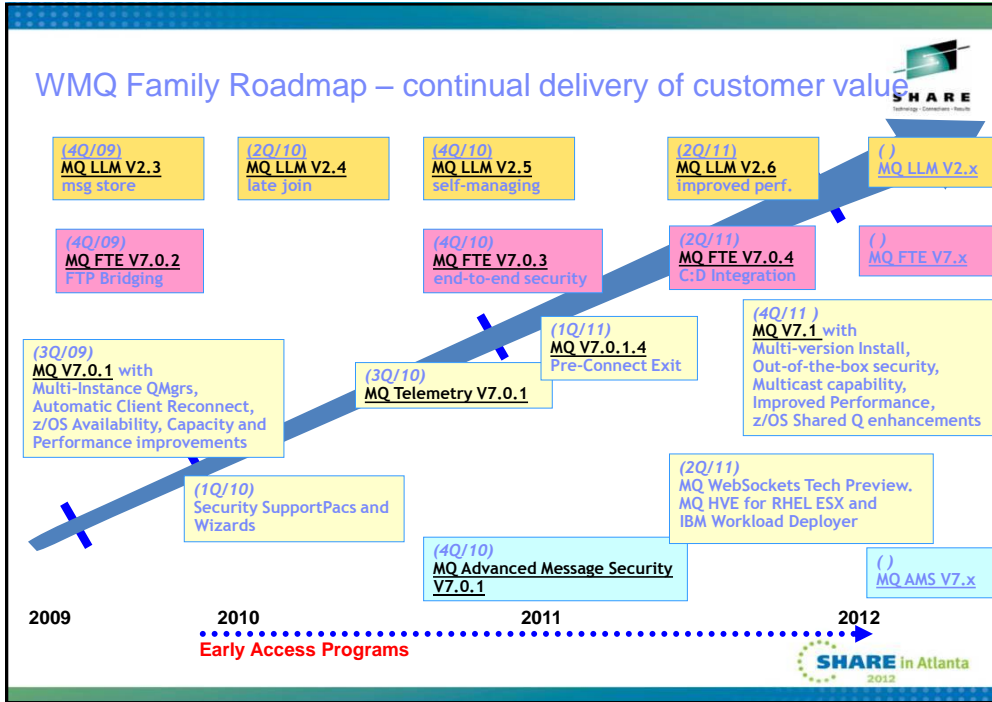 WMQ Family Roadmap – continual delivery of customer value
SHARE
Technology · Connections · Results
(4Q/09)
MQ LLM V2.3
msg store
(2Q/10)
MQ LLM V2.4
late join
(4Q/10)
MQ LLM V2.5
self-managing
(2Q/11)
MQ LLM V2.6
improved perf.
( )
MQ LLM V2.x
(4Q/09)
MQ FTE V7.0.2
FTP Bridging
(4Q/10)
MQ FTE V7.0.3
end-to-end security
(2Q/11)
MQ FTE V7.0.4
C:D Integration
( )
MQ FTE V7.x
(3Q/09)
MQ V7.0.1 with
Multi-Instance QMgrs,
Automatic Client Reconnect,
z/OS Availability, Capacity and
Performance improvements
(3Q/10)
MQ Telemetry V7.0.1
(1Q/11)
MQ V7.0.1.4
Pre-Connect Exit
(4Q/11 )
MQ V7.1 with
Multi-version Install,
Out-of-the-box security,
Multicast capability,
Improved Performance,
z/OS Shared Q enhancements
(1Q/10)
Security SupportPacs and
Wizards
(2Q/11)
MQ WebSockets Tech Preview.
MQ HVE for RHEL ESX and
IBM Workload Deployer
(4Q/10)
MQ Advanced Message Security
V7.0.1
( )
MQ AMS V7.x
2009 2010 2011 2012
Early Access Programs
SHARE in Atlanta
2012